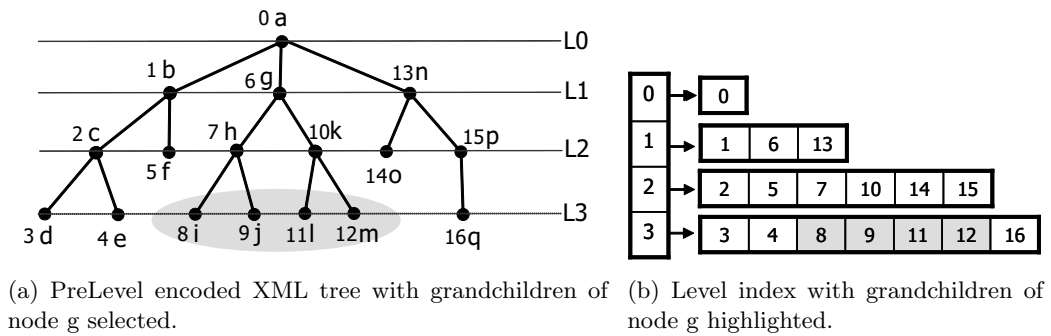 0 a
L0
1 b
6 g
13 n
L1
2 c
5 f
7 h
10 k
14 o
15 p
L2
3 d
4 e
8 i
9 j
11 l
12 m
16 q
L3
0 0
1 1 6 13
2 2 5 7 10 14 15
3 3 4 8 9 11 12 16
(a) PreLevel encoded XML tree with grandchildren of
node g selected.
(b) Level index with grandchildren of
node g highlighted.